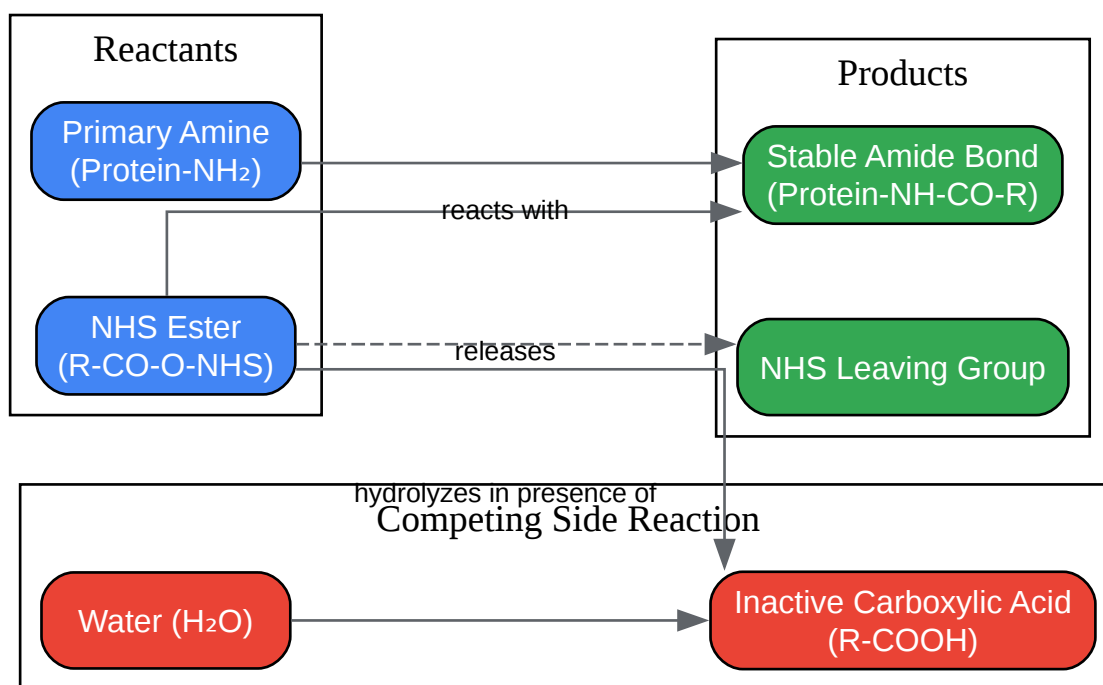 Reactants
Products
Primary Amine
(Protein-NH₂)
Stable Amide Bond
(Protein-NH-CO-R)
reacts with
NHS Ester
(R-CO-O-NHS)
releases
NHS Leaving Group
hydrolyzes in presence of
Competing Side Reaction
Water (H₂O)
Inactive Carboxylic Acid
(R-COOH)